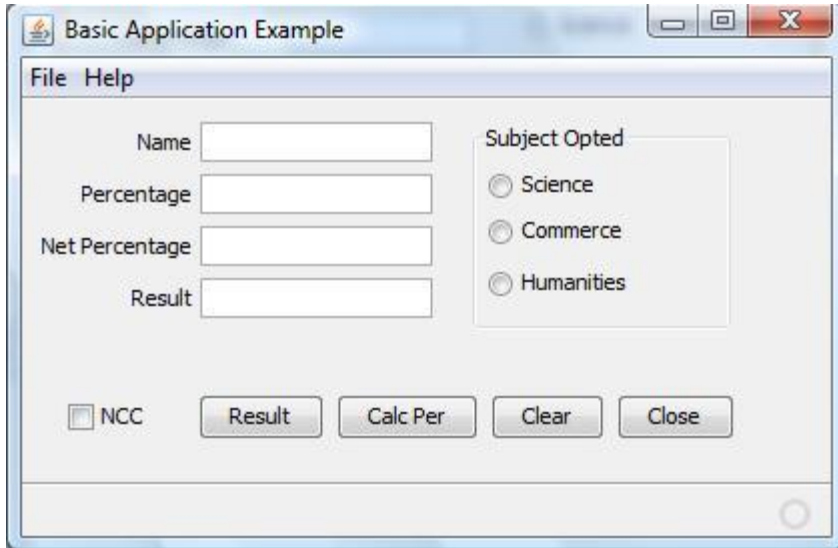 Basic Application Example
File Help
Name
Percentage
Net Percentage
Result
Subject Opted
Science
Commerce
Humanities
NCC Result Calc Per Clear Close